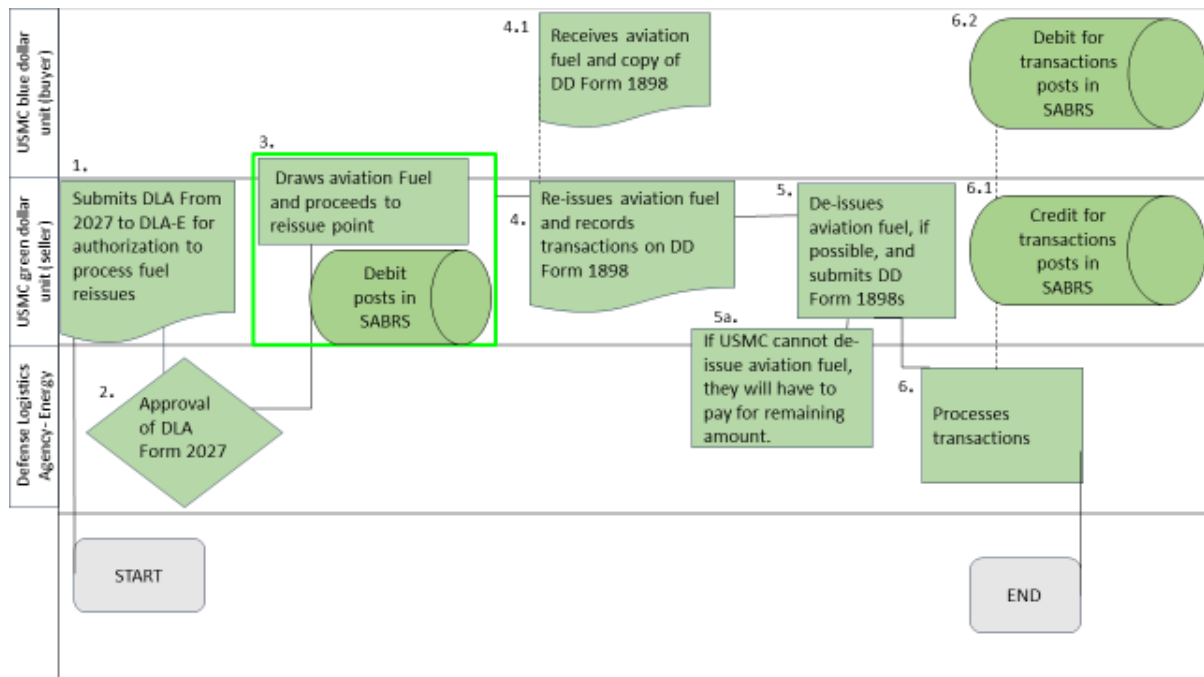 USMC blue dollar
unit (buyer)
USMC green dollar
unit (seller)
Defense Logistics
Agency- Energy
1.
Submits DLA From
2027 to DLA-E for
authorization to
process fuel
reissues
2.
Approval
of DLA
Form 2027
3.
Draws aviation Fuel
and proceeds to
reissue point
Debit
posts in
SABRS
4.1
Receives aviation
fuel and copy of
DD Form 1898
4.
Re-issues aviation fuel
and records
transactions on DD
Form 1898
5.
De-issues
aviation fuel, if
possible, and
submits DD
Form 1898s
5a.
If USMC cannot de-
issue aviation fuel,
they will have to
pay for remaining
amount.
6.
Processes
transactions
6.1
Credit for
transactions
posts in
SABRS
6.2
Debit for
transactions
posts in
SABRS
START
END